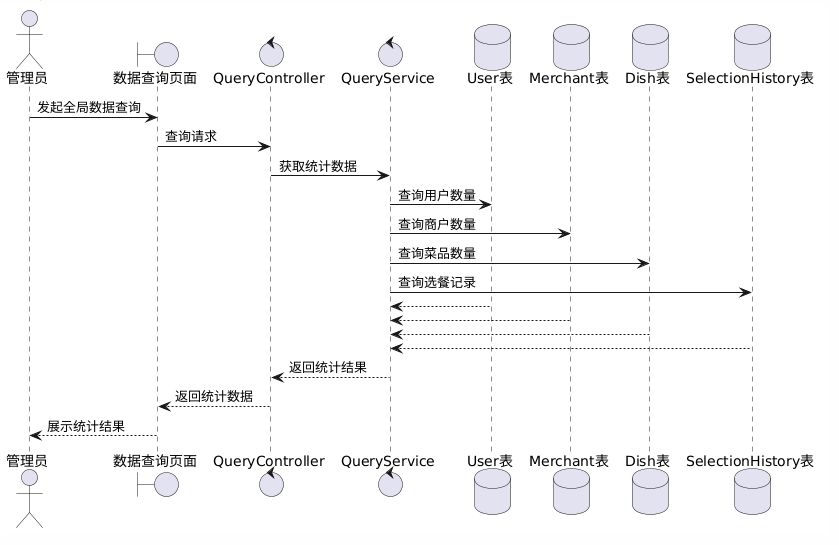 管理员
数据查询页面
QueryController
QueryService
User表
Merchant表
Dish表
SelectionHistory表
发起全局数据查询
查询请求
获取统计数据
查询用户数量
查询商户数量
查询菜品数量
查询选餐记录
返回统计结果
返回统计数据
展示统计结果
管理员
数据查询页面
QueryController
QueryService
User表
Merchant表
Dish表
SelectionHistory表